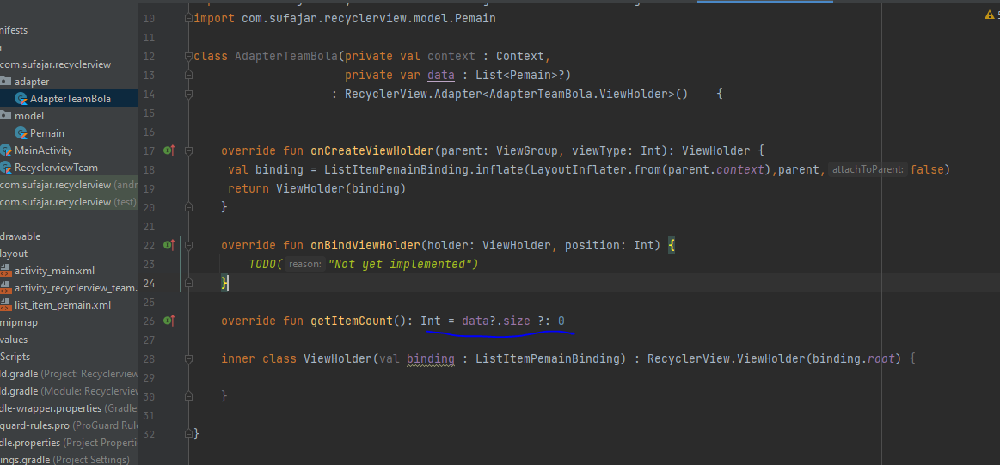 nifests
com.sufajar.recyclerview
adapter
AdapterTeamBola
model
Pemain
MainActivity
RecyclerviewTeam
com.sufajar.recyclerview (andr
com.sufajar.recyclerview (test)
drawable
layout
activity_main.xml
activity_recyclerview_team.
list_item_pemain.xml
mipmap
values
Scripts
ld.gradle (Project: Recyclerview
ld.gradle (Module: Recyclerview
dle-wrapper.properties (Gradle
guard-rules.pro (ProGuard Rule
dle.properties (Project Properti
ings.gradle (Project Settings)
10 import com.sufajar.recyclerview.model.Pemain
11
12 class AdapterTeamBola(private val context : Context,
13 private var data : List<Pemain>?)
14 : RecyclerView.Adapter<AdapterTeamBola.ViewHolder>() {
15
16
17 override fun onCreateViewHolder(parent: ViewGroup, viewType: Int): ViewHolder {
18 val binding = ListItemPemainBinding.inflate(LayoutInflater.from(parent.context),parent, attachToParent: false)
19 return ViewHolder(binding)
20 }
21
22 override fun onBindViewHolder(holder: ViewHolder, position: Int) {
23 TODO( reason: "Not yet implemented")
24 }
25
26 override fun getItemCount(): Int = data?.size ?: 0
27
28 inner class ViewHolder(val binding : ListItemPemainBinding) : RecyclerView.ViewHolder(binding.root) {
29
30 }
31
32 }